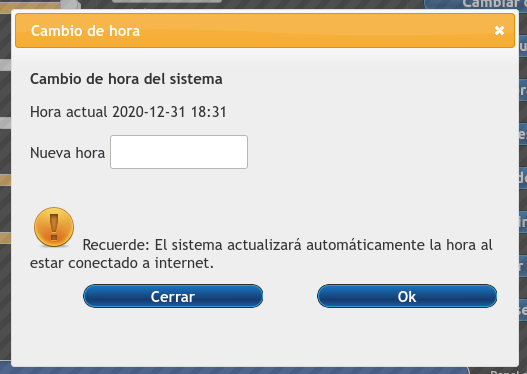 Cambiar
Cambio de hora
Cambio de hora del sistema
Hora actual 2020-12-31 18:31
Nueva hora
Recuerde: El sistema actualizará automáticamente la hora al
estar conectado a internet.
Cerrar Ok